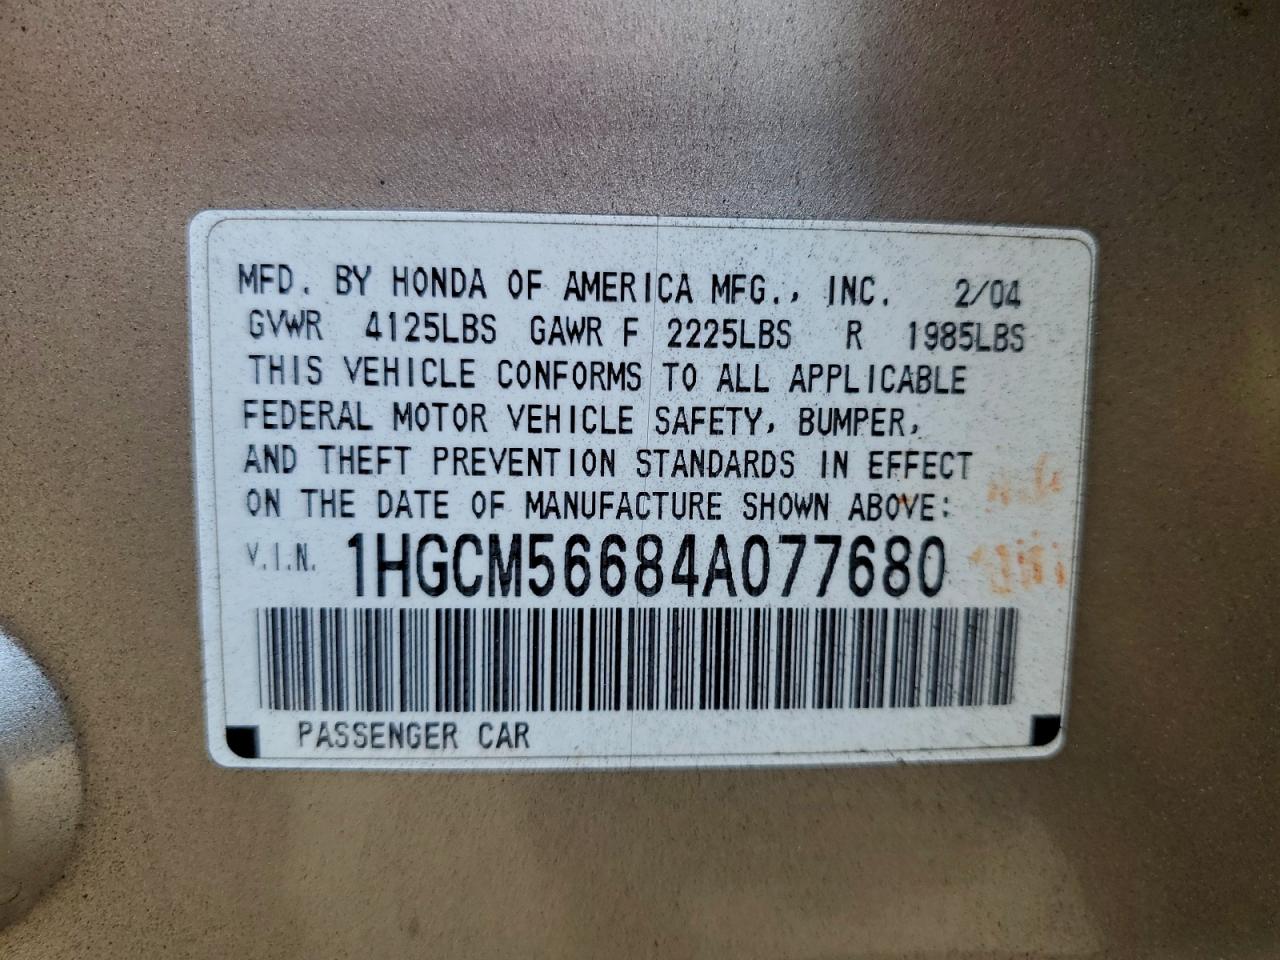 MFD. BY HONDA OF AMERICA MFG., INC. 2/04
GVWR 4125LBS GAWR F 2225LBS R 1985LBS
THIS VEHICLE CONFORMS TO ALL APPLICABLE
FEDERAL MOTOR VEHICLE SAFETY, BUMPER,
AND THEFT PREVENTION STANDARDS IN EFFECT
ON THE DATE OF MANUFACTURE SHOWN ABOVE:
V.I.N. 1HGCM56684A077680
PASSENGER CAR